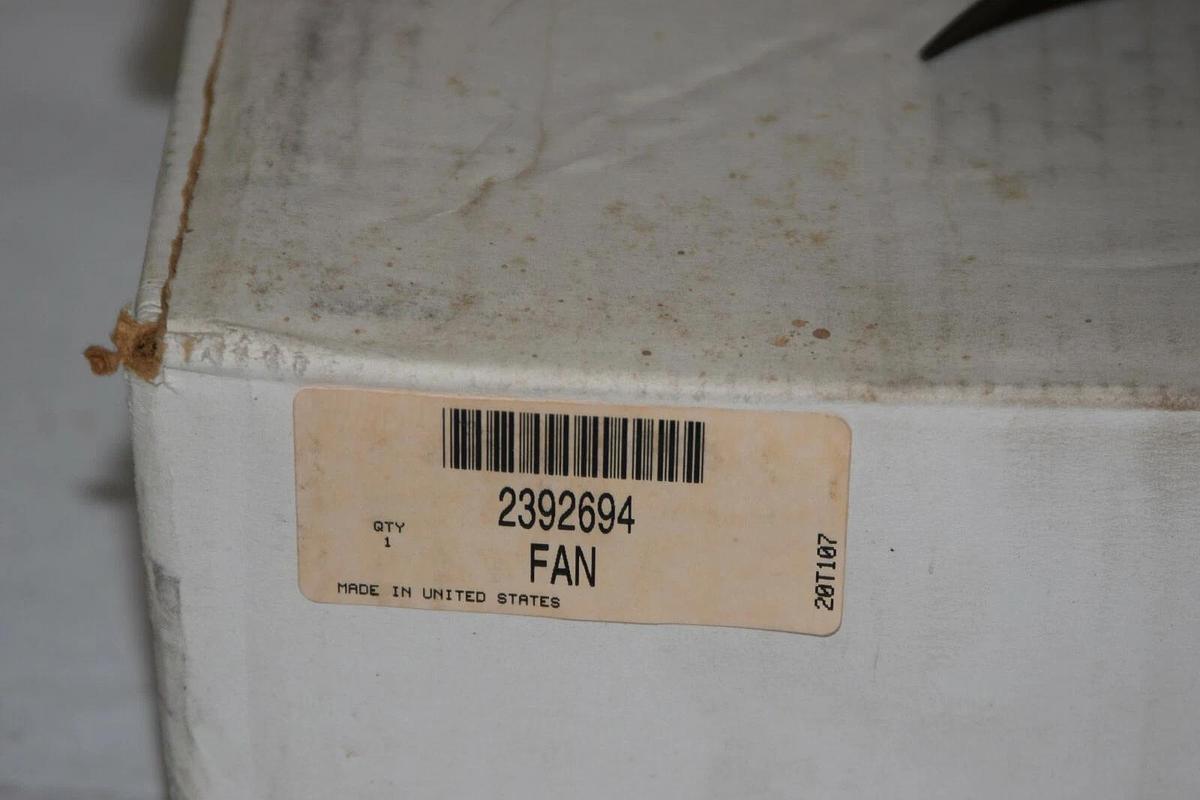 2392694
QTY
1
FAN
MADE IN UNITED STATES
20T107